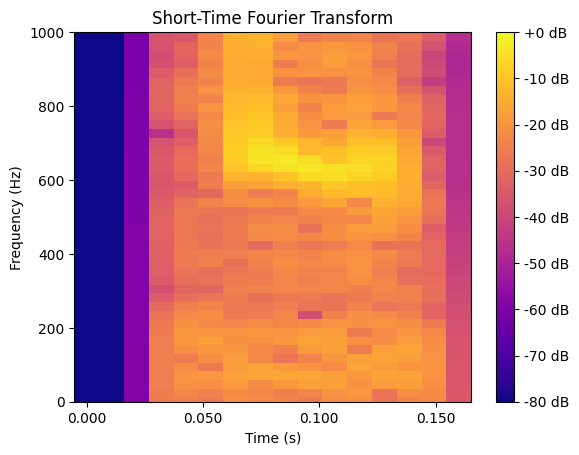 Short-Time Fourier Transform
Frequency (Hz)
1000
800
600
400
200
0
0.000 0.050 0.100 0.150
Time (s)
+0 dB
-10 dB
-20 dB
-30 dB
-40 dB
-50 dB
-60 dB
-70 dB
-80 dB